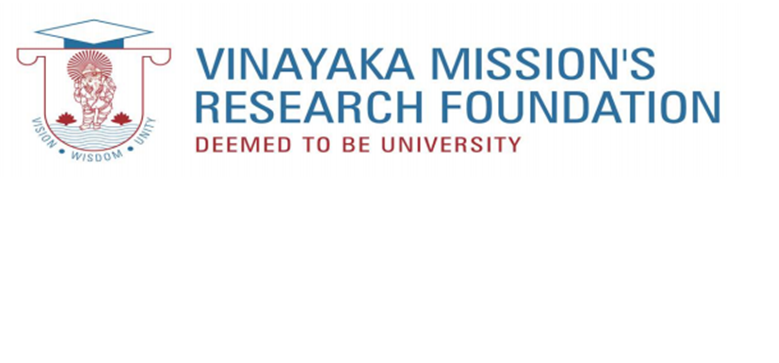 VINAYAKA MISSION'S
RESEARCH FOUNDATION
DEEMED TO BE UNIVERSITY
VISION • WISDOM • UNITY